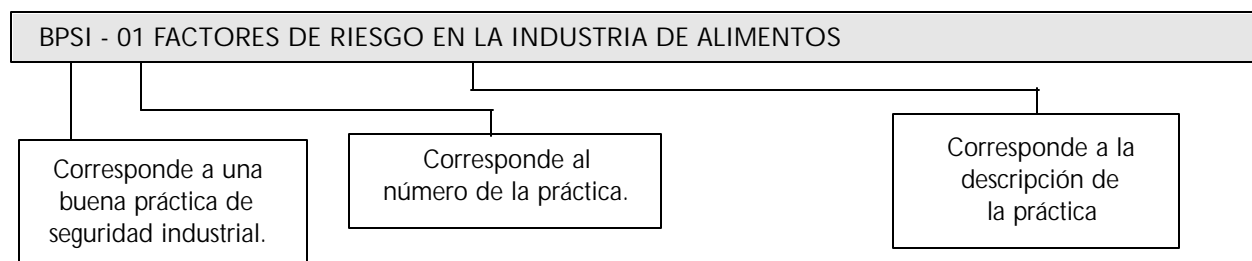 BPSI - 01 FACTORES DE RIESGO EN LA INDUSTRIA DE ALIMENTOS
Corresponde a una
buena práctica de
seguridad industrial.
Corresponde al
número de la práctica.
Corresponde a la
descripción de
la práctica